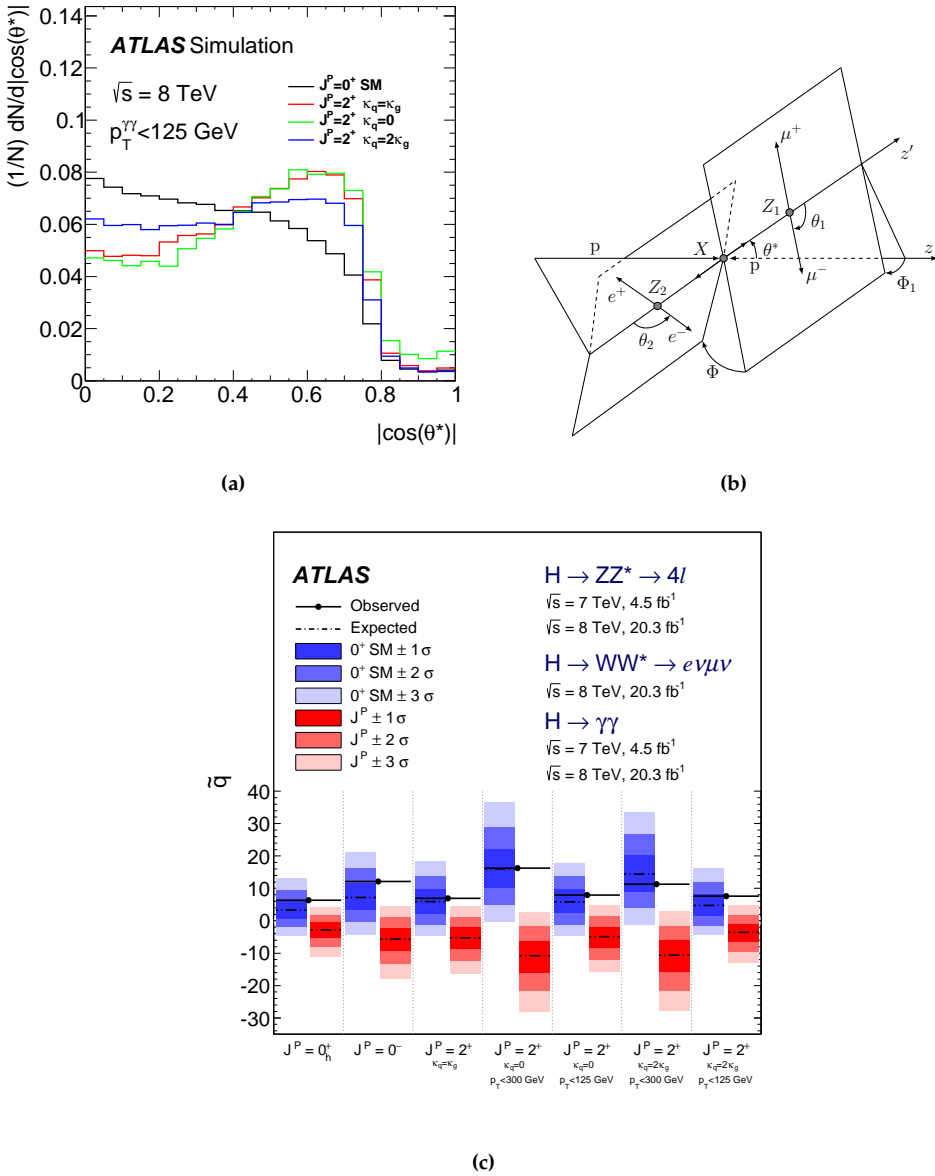 0.14
0.12
0.1
0.08
0.06
0.04
0.02
0
(1/N) dN/d|cos(θ*)|
ATLAS Simulation
√s = 8 TeV
p_T^γγ<125 GeV
J^P=0⁺ SM
J^P=2⁺ κ_q=κ_g
J^P=2⁺ κ_q=0
J^P=2⁺ κ_q=2κ_g
0 0.2 0.4 0.6 0.8 1
|cos(θ*)|
(a)
μ⁺
z′
Z₁
θ₁
p
X
θ*
p
z
μ⁻
Φ₁
e⁺
Z₂
θ₂
e⁻
Φ
(b)
ATLAS
Observed
Expected
0⁺ SM ± 1 σ
0⁺ SM ± 2 σ
0⁺ SM ± 3 σ
J^P ± 1 σ
J^P ± 2 σ
J^P ± 3 σ
H → ZZ* → 4l
√s = 7 TeV, 4.5 fb⁻¹
√s = 8 TeV, 20.3 fb⁻¹
H → WW* → eνμν
√s = 8 TeV, 20.3 fb⁻¹
H → γγ
√s = 7 TeV, 4.5 fb⁻¹
√s = 8 TeV, 20.3 fb⁻¹
q̃
40
30
20
10
0
-10
-20
-30
J^P = 0_h^+ J^P = 0⁻ J^P = 2⁺ J^P = 2⁺ J^P = 2⁺ J^P = 2⁺ J^P = 2⁺
κ_q=κ_g κ_q=0 κ_q=0 κ_q=2κ_g κ_q=2κ_g
p_T<300 GeV p_T<125 GeV p_T<300 GeV p_T<125 GeV
(c)